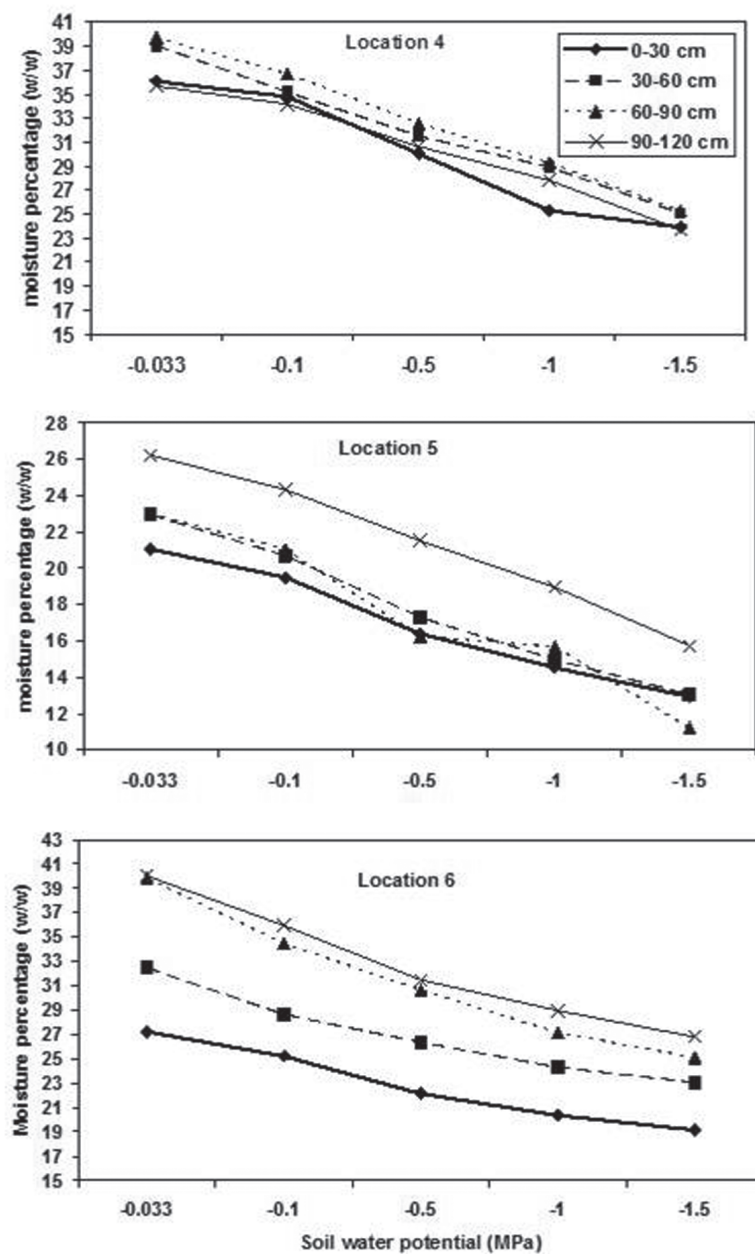 Location 4
0-30 cm
30-60 cm
60-90 cm
90-120 cm
moisture percentage (w/w)
41
39
37
35
33
31
29
27
25
23
21
19
17
15
-0.033 -0.1 -0.5 -1 -1.5
Location 5
moisture percentage (w/w)
28
26
24
22
20
18
16
14
12
10
-0.033 -0.1 -0.5 -1 -1.5
Location 6
Moisture percentage (w/w)
43
41
39
37
35
33
31
29
27
25
23
21
19
17
15
-0.033 -0.1 -0.5 -1 -1.5
Soil water potential (MPa)